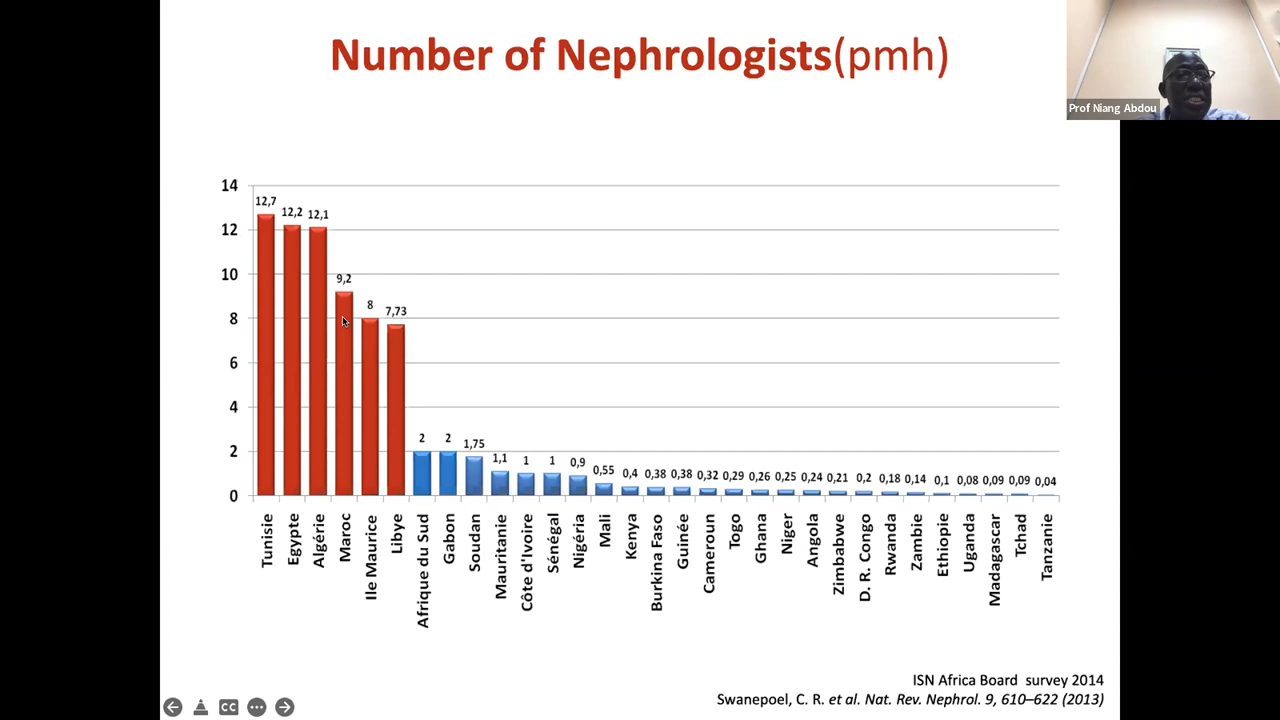 Number of Nephrologists(pmh)
Prof Niang Abdou
14
12
10
8
6
4
2
0
12,7
12,2
12,1
9,2
8
7,73
2
2
1,75
1,1
1
1
0,9
0,55
0,4
0,38
0,38
0,32
0,29
0,26
0,25
0,24
0,21
0,2
0,18
0,14
0,1
0,08
0,09
0,09
0,04
Tunisie
Egypte
Algérie
Maroc
Ile Maurice
Libye
Afrique du Sud
Gabon
Soudan
Mauritanie
Côte d'Ivoire
Sénégal
Nigéria
Mali
Kenya
Burkina Faso
Guinée
Cameroun
Togo
Ghana
Niger
Angola
Zimbabwe
D. R. Congo
Rwanda
Zambie
Ethiopie
Uganda
Madagascar
Tchad
Tanzanie
ISN Africa Board survey 2014
Swanepoel, C. R. et al. Nat. Rev. Nephrol. 9, 610–622 (2013)
CC